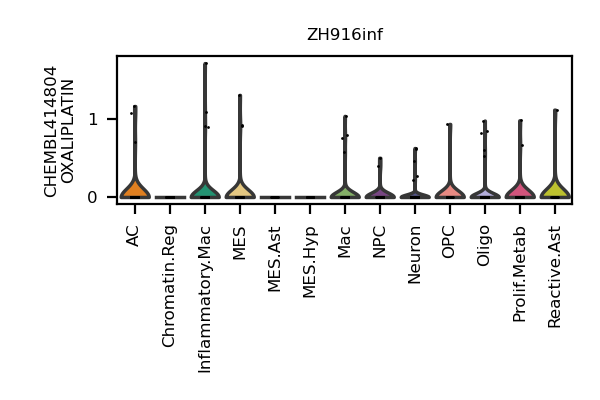 ZH916inf
CHEMBL414804
OXALIPLATIN
1
0
AC
Chromatin.Reg
Inflammatory.Mac
MES
MES.Ast
MES.Hyp
Mac
NPC
Neuron
OPC
Oligo
Prolif.Metab
Reactive.Ast